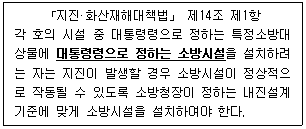 「지진·화산재해대책법」 제14조 제1항
각 호의 시설 중 대통령령으로 정하는 특정소방대
상물에 대통령령으로 정하는 소방시설을 설치하려
는 자는 지진이 발생할 경우 소방시설이 정상적으
로 작동될 수 있도록 소방청장이 정하는 내진설계
기준에 맞게 소방시설을 설치하여야 한다.